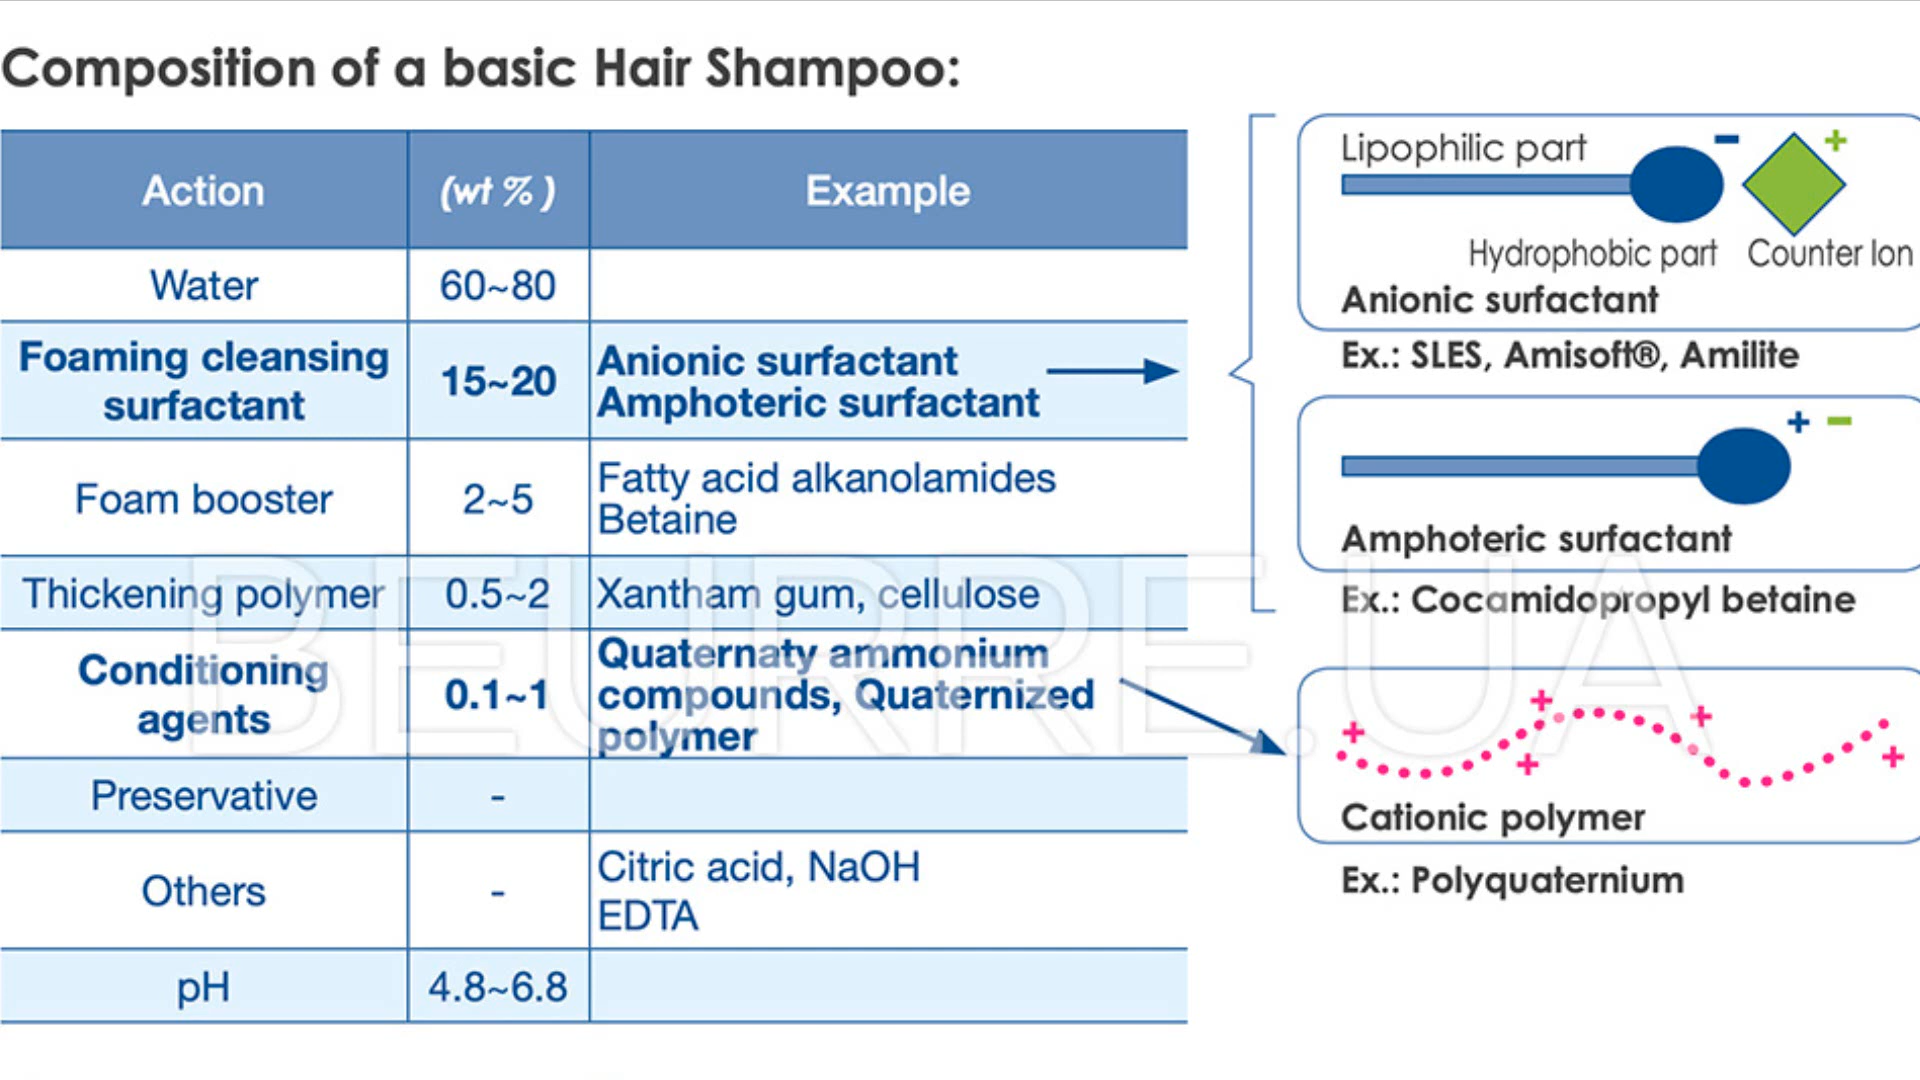 Composition of a basic Hair Shampoo:
Action (wt %) Example
Water 60~80
Foaming cleansing
surfactant
15~20
Anionic surfactant
Amphoteric surfactant
Foam booster
2~5
Fatty acid alkanolamides
Betaine
Thickening polymer 0.5~2 Xantham gum, cellulose
Conditioning
agents
0.1~1
Quaternaty ammonium
compounds, Quaternized
polymer
Preservative -
Others
-
Citric acid, NaOH
EDTA
pH 4.8~6.8
Lipophilic part
- +
Hydrophobic part Counter Ion
Anionic surfactant
Ex.: SLES, Amisoft®, Amilite
+ -
Amphoteric surfactant
Ex.: Cocamidopropyl betaine
+ + + + +
Cationic polymer
Ex.: Polyquaternium
BEURRE.UA